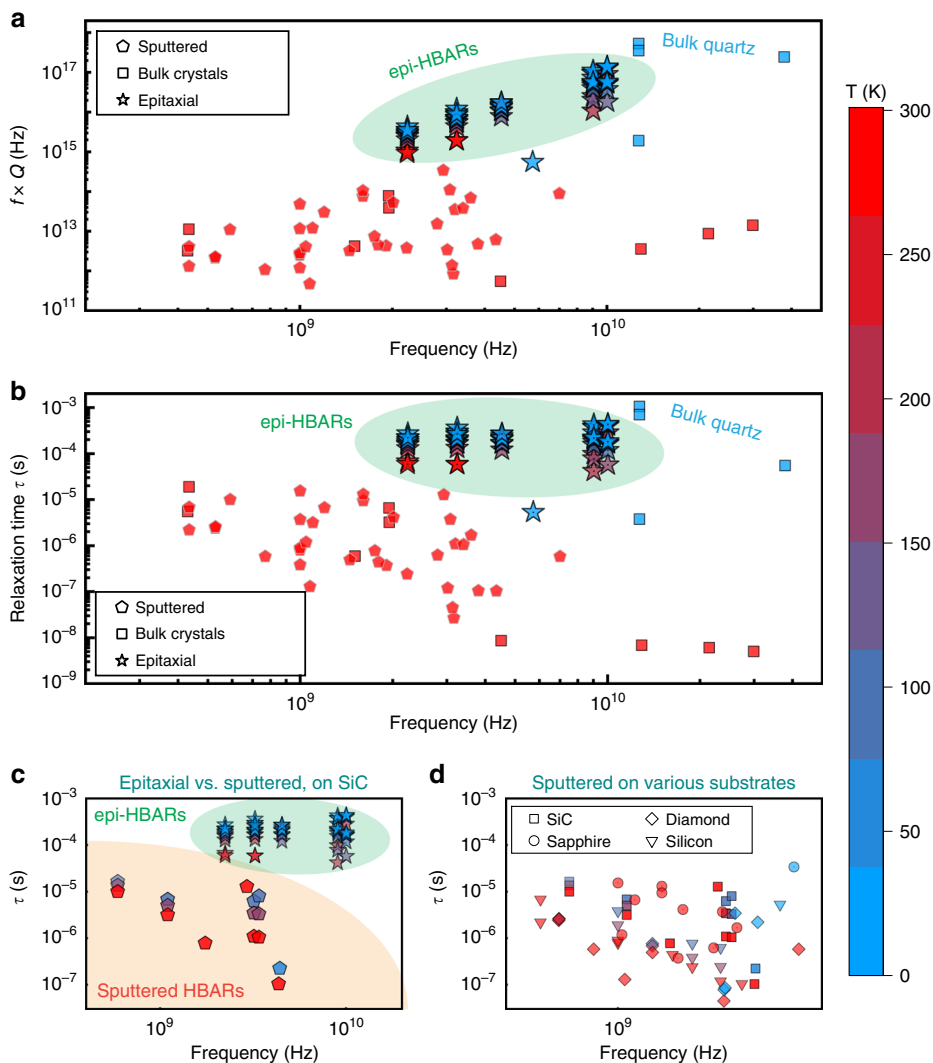 a
Sputtered
Bulk crystals
Epitaxial
epi-HBARs
Bulk quartz
10^17
10^15
10^13
10^11
f × Q (Hz)
10^9
10^10
Frequency (Hz)
T (K)
300
250
200
150
100
50
0
b
epi-HBARs
Bulk quartz
10^−3
10^−4
10^−5
10^−6
10^−7
10^−8
10^−9
Relaxation time τ (s)
Sputtered
Bulk crystals
Epitaxial
10^9
10^10
Frequency (Hz)
c
Epitaxial vs. sputtered, on SiC
epi-HBARs
10^−3
10^−4
10^−5
10^−6
10^−7
τ (s)
Sputtered HBARs
10^9
10^10
Frequency (Hz)
d
Sputtered on various substrates
SiC
Diamond
Sapphire
Silicon
10^−3
10^−4
10^−5
10^−6
10^−7
τ (s)
10^9
Frequency (Hz)